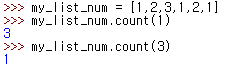 >>> my_list_num = [1,2,3,1,2,1]
>>> my_list_num.count(1)
3
>>> my_list_num.count(3)
1